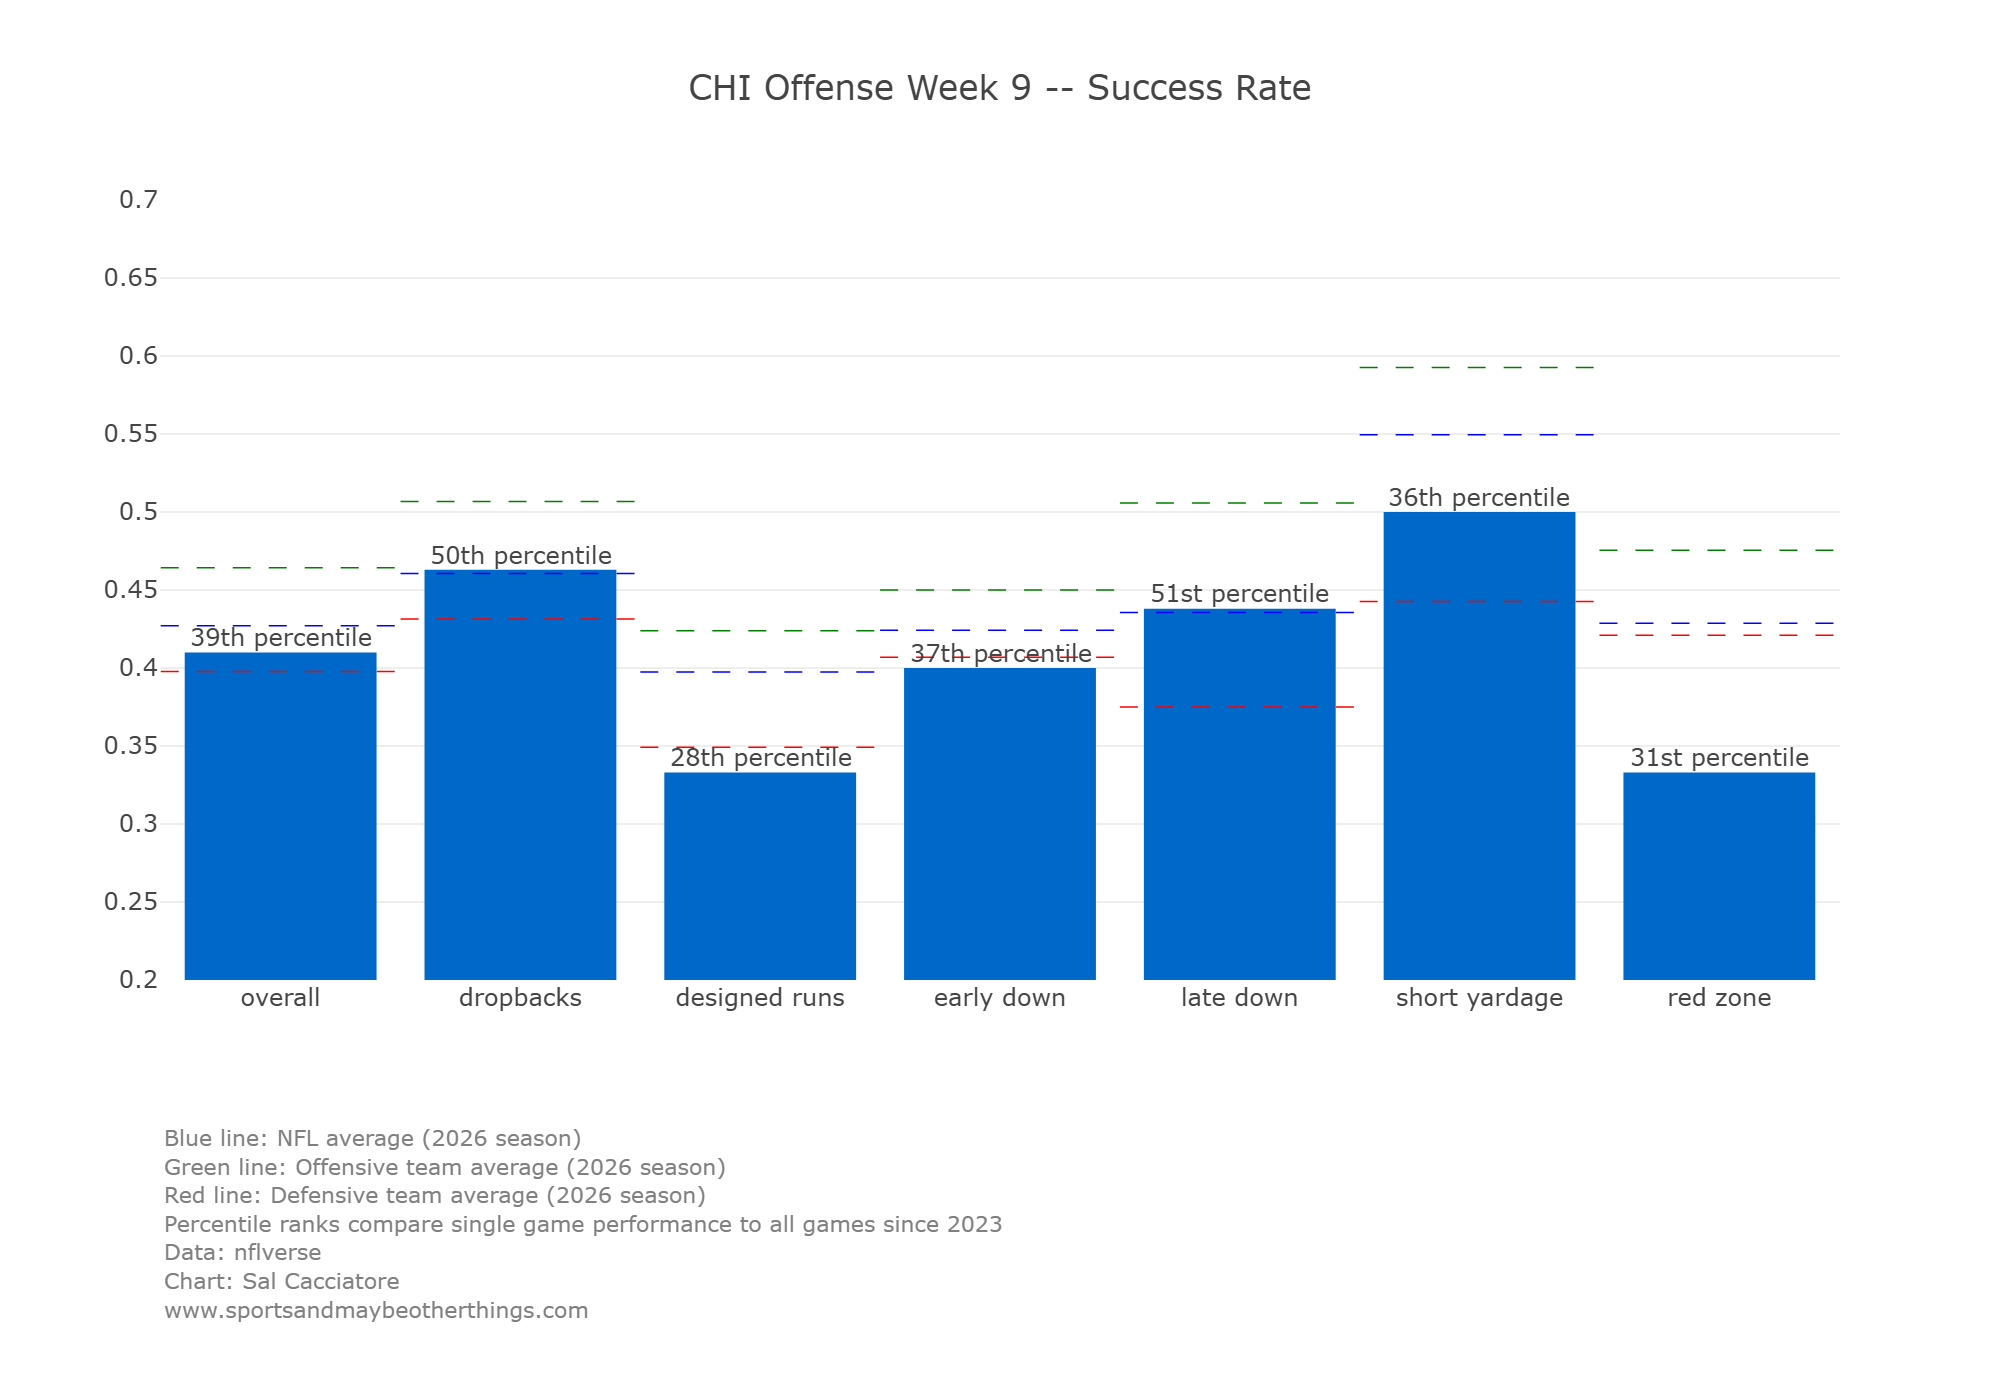 CHI Offense Week 9 -- Success Rate
0.7
0.65
0.6
0.55
0.5
0.45
0.4
0.35
0.3
0.25
0.2
39th percentile
50th percentile
28th percentile
37th percentile
51st percentile
36th percentile
31st percentile
overall
dropbacks
designed runs
early down
late down
short yardage
red zone
Blue line: NFL average (2026 season)
Green line: Offensive team average (2026 season)
Red line: Defensive team average (2026 season)
Percentile ranks compare single game performance to all games since 2023
Data: nflverse
Chart: Sal Cacciatore
www.sportsandmaybeotherthings.com